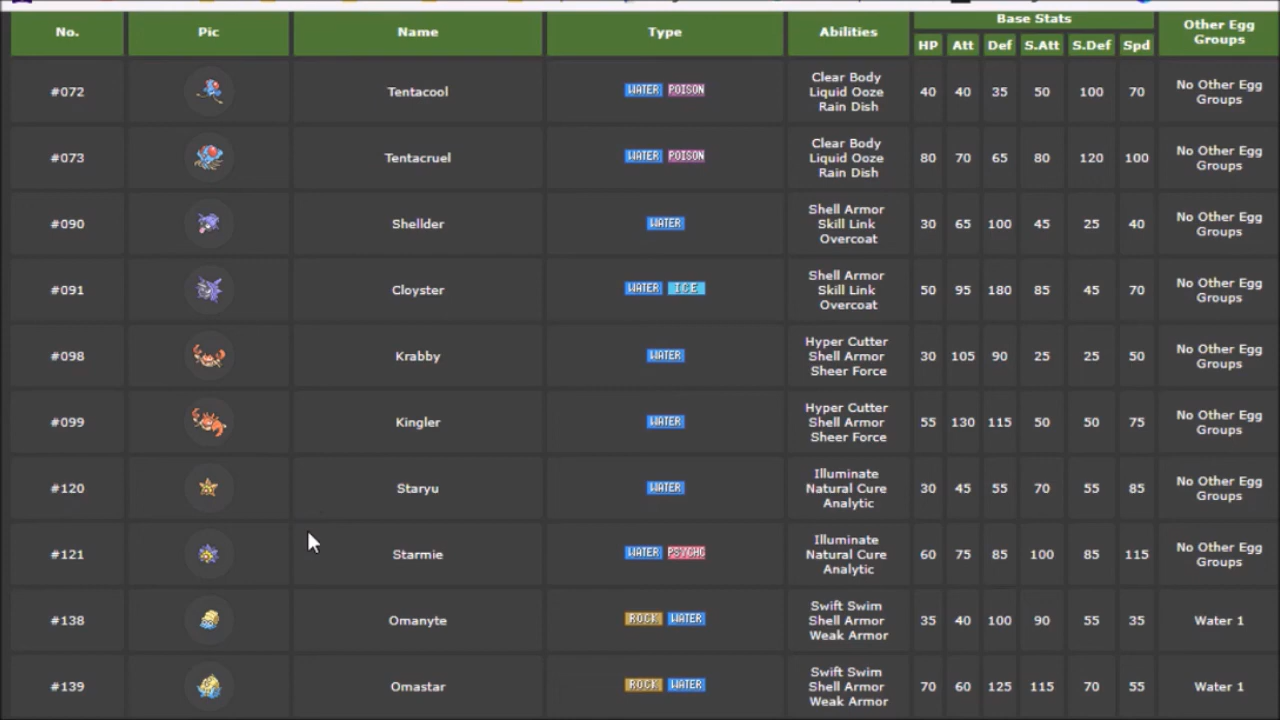 No. Pic Name Type Abilities Base Stats Other Egg Groups
HP Att Def S.Att S.Def Spd
#072 Tentacool WATER POISON Clear Body Liquid Ooze Rain Dish 40 40 35 50 100 70 No Other Egg Groups
#073 Tentacruel WATER POISON Clear Body Liquid Ooze Rain Dish 80 70 65 80 120 100 No Other Egg Groups
#090 Shellder WATER Shell Armor Skill Link Overcoat 30 65 100 45 25 40 No Other Egg Groups
#091 Cloyster WATER ICE Shell Armor Skill Link Overcoat 50 95 180 85 45 70 No Other Egg Groups
#098 Krabby WATER Hyper Cutter Shell Armor Sheer Force 30 105 90 25 25 50 No Other Egg Groups
#099 Kingler WATER Hyper Cutter Shell Armor Sheer Force 55 130 115 50 50 75 No Other Egg Groups
#120 Staryu WATER Illuminate Natural Cure Analytic 30 45 55 70 55 85 No Other Egg Groups
#121 Starmie WATER PSYCHC Illuminate Natural Cure Analytic 60 75 85 100 85 115 No Other Egg Groups
#138 Omanyte ROCK WATER Swift Swim Shell Armor Weak Armor 35 40 100 90 55 35 Water 1
#139 Omastar ROCK WATER Swift Swim Shell Armor Weak Armor 70 60 125 115 70 55 Water 1